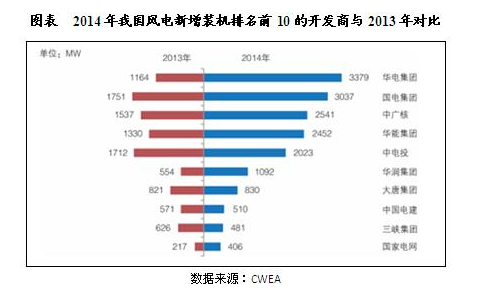 图表 2014年我国风电新增装机排名前10的开发商与2013年对比
单位：MW
2013年 2014年
1164 3379 华电集团
1751 3037 国电集团
1537 2541 中广核
1330 2452 华能集团
1712 2023 中电投
554 1092 华润集团
821 830 大唐集团
571 510 中国电建
626 481 三峡集团
217 406 国家电网
数据来源：CWEA